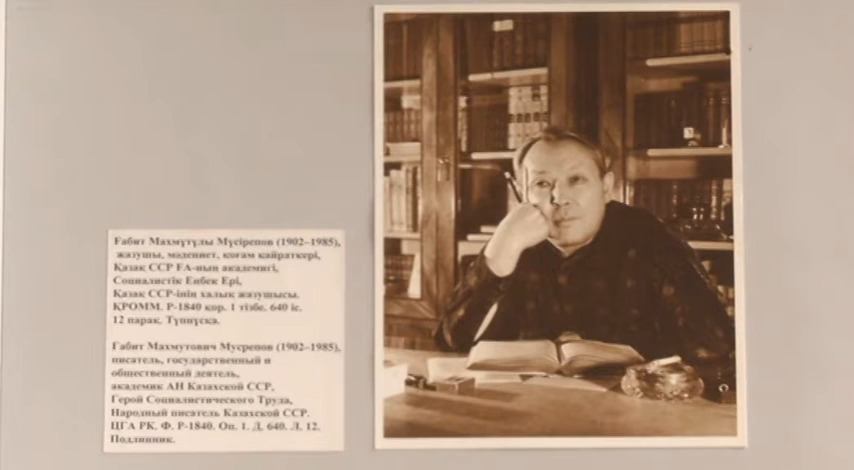 Ғабит Махмұтұлы Мүсірепов (1902–1985),
жазушы, мәдениет, қоғам қайраткері,
Қазақ ССР ҒА-ның академигі,
Социалистік Еңбек Ері,
Қазақ ССР-інің халық жазушысы.
ҚРОММ. Р-1840 қор. 1 тізбе. 640 іс.
12 парақ. Түпнұсқа.
Габит Махмутович Мусрепов (1902–1985),
писатель, государственный и
общественный деятель,
академик АН Казахской ССР,
Герой Социалистического Труда,
Народный писатель Казахской ССР.
ЦГА РК. Ф. Р-1840. Оп. 1. Д. 640. Л. 12.
Подлинник.